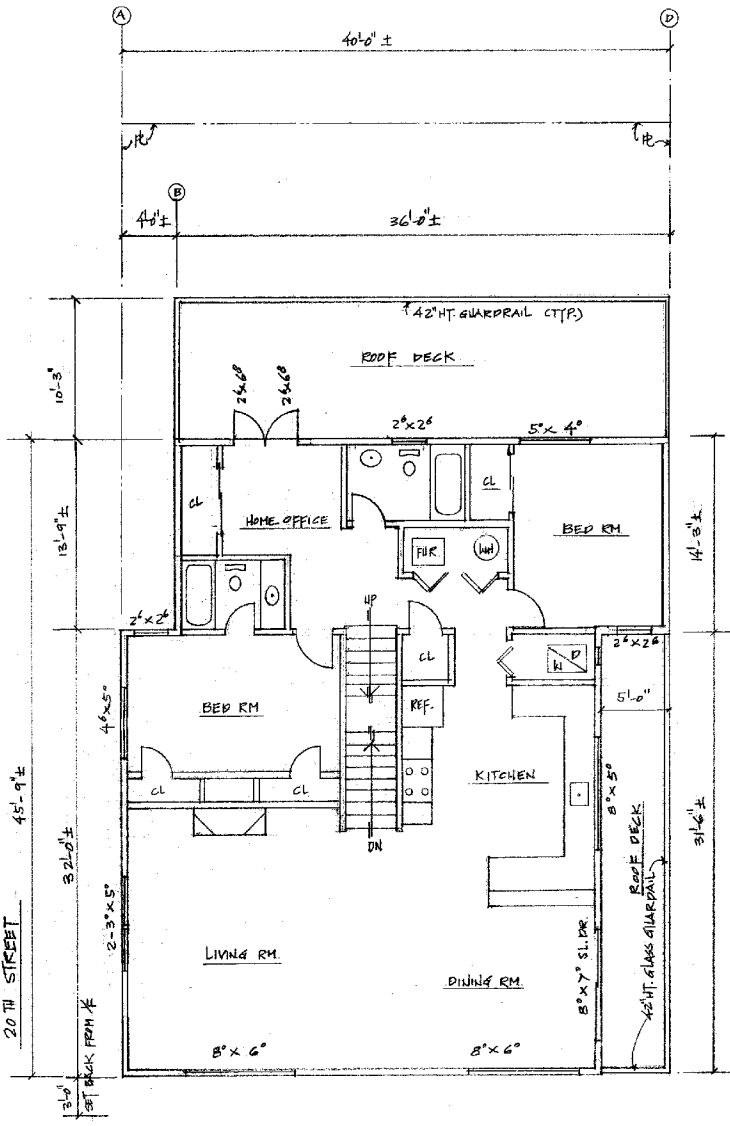 A
D
40'-0" ±
PL
PL
B
4'-0" ±
36'-0" ±
42" HT. GUARDRAIL (TYP.)
ROOF DECK
10'-3"
2⁶x6⁸
2⁶x6⁸
2⁶x2⁶
5⁰x 4⁰
CL
HOME OFFICE
CL
BED RM.
13'-9" ±
14'-3" ±
FUR.
WH
UP
2⁶x2⁶
2⁶x2⁶
CL
W
D
5'-0"
BED RM
REF.
4⁶x5⁰
KITCHEN
8⁰x5⁰
CL
CL
45'-9" ±
32'-0" ±
31'-6" ±
DN
ROOF DECK
42" HT. GLASS GUARDRAIL
2-3⁰x5⁰
LIVING RM.
DINING RM.
8⁰x7⁰ SL. DR.
20TH STREET
8⁰x 6⁰
8⁰x6⁰
3'-0"
SET BACK FROM